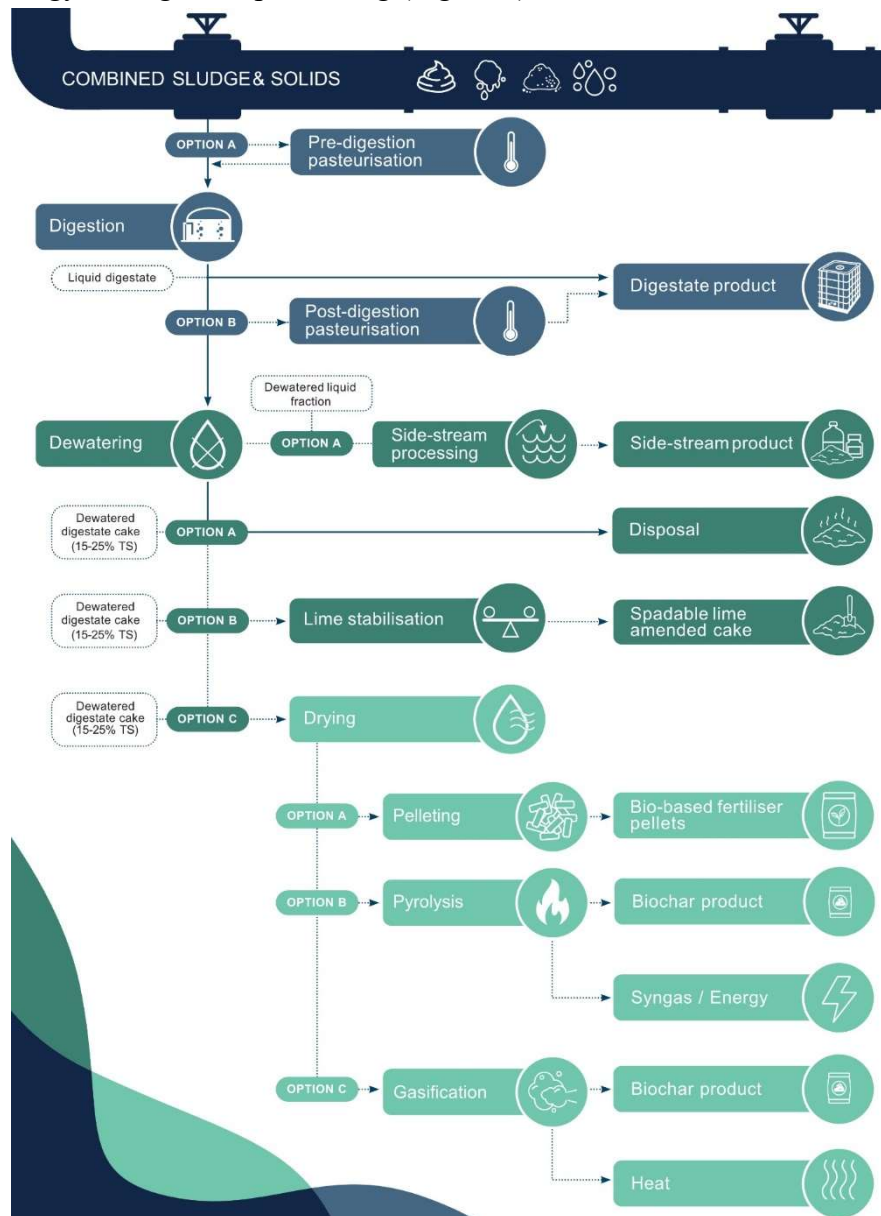 COMBINED SLUDGE & SOLIDS
OPTION A
Pre-digestion
pasteurisation
Digestion
Liquid digestate
Digestate product
OPTION B
Post-digestion
pasteurisation
Dewatered liquid
fraction
Dewatering
OPTION A
Side-stream
processing
Side-stream product
Dewatered
digestate cake
(15-25% TS)
OPTION A
Disposal
Dewatered
digestate cake
(15-25% TS)
OPTION B
Lime stabilisation
Spadable lime
amended cake
Dewatered
digestate cake
(15-25% TS)
OPTION C
Drying
OPTION A
Pelleting
Bio-based fertiliser
pellets
OPTION B
Pyrolysis
Biochar product
Syngas / Energy
OPTION C
Gasification
Biochar product
Heat